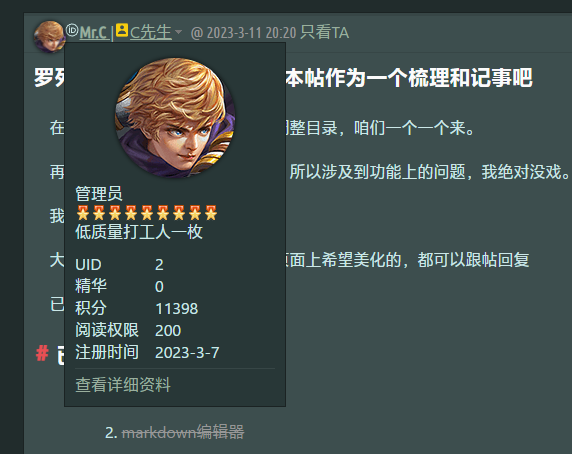 Mr.C | C先生 @ 2023-3-11 20:20 只看TA
罗列 本帖作为一个梳理和记事吧
在 整目录，咱们一个一个来。
再 所以涉及到功能上的问题，我绝对没戏。
我
大 面上希望美化的，都可以跟帖回复
已
管理员
低质量打工人一枚
UID 2
精华 0
积分 11398
阅读权限 200
注册时间 2023-3-7
查看详细资料
# 已
2. markdown编辑器